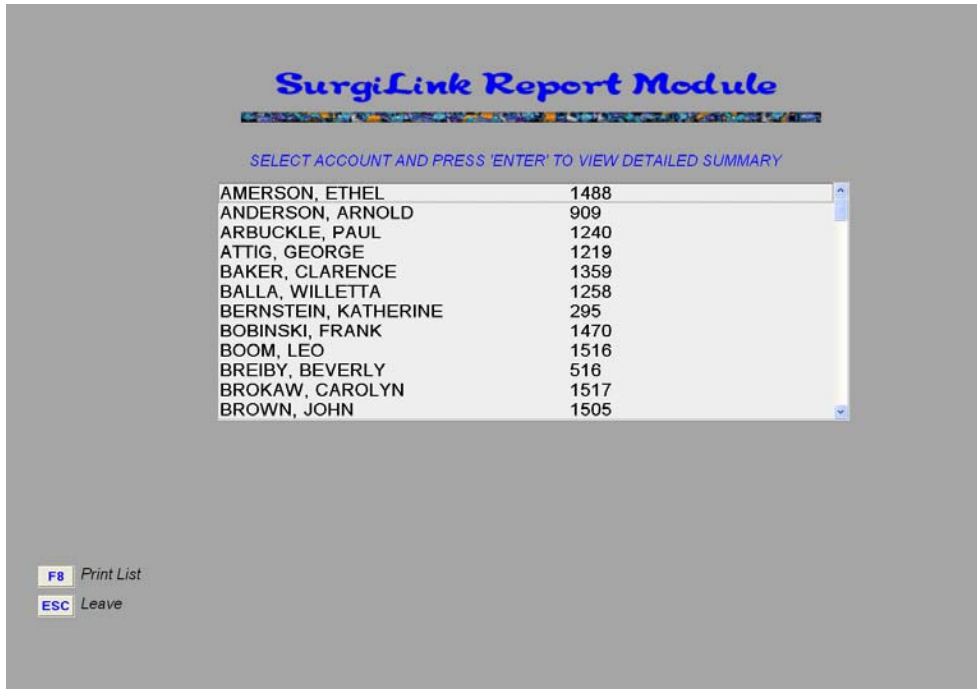 SurgiLink Report Module
SELECT ACCOUNT AND PRESS 'ENTER' TO VIEW DETAILED SUMMARY
AMERSON, ETHEL 1488
ANDERSON, ARNOLD 909
ARBUCKLE, PAUL 1240
ATTIG, GEORGE 1219
BAKER, CLARENCE 1359
BALLA, WILLETTA 1258
BERNSTEIN, KATHERINE 295
BOBINSKI, FRANK 1470
BOOM, LEO 1516
BREIBY, BEVERLY 516
BROKAW, CAROLYN 1517
BROWN, JOHN 1505
F8 Print List
ESC Leave